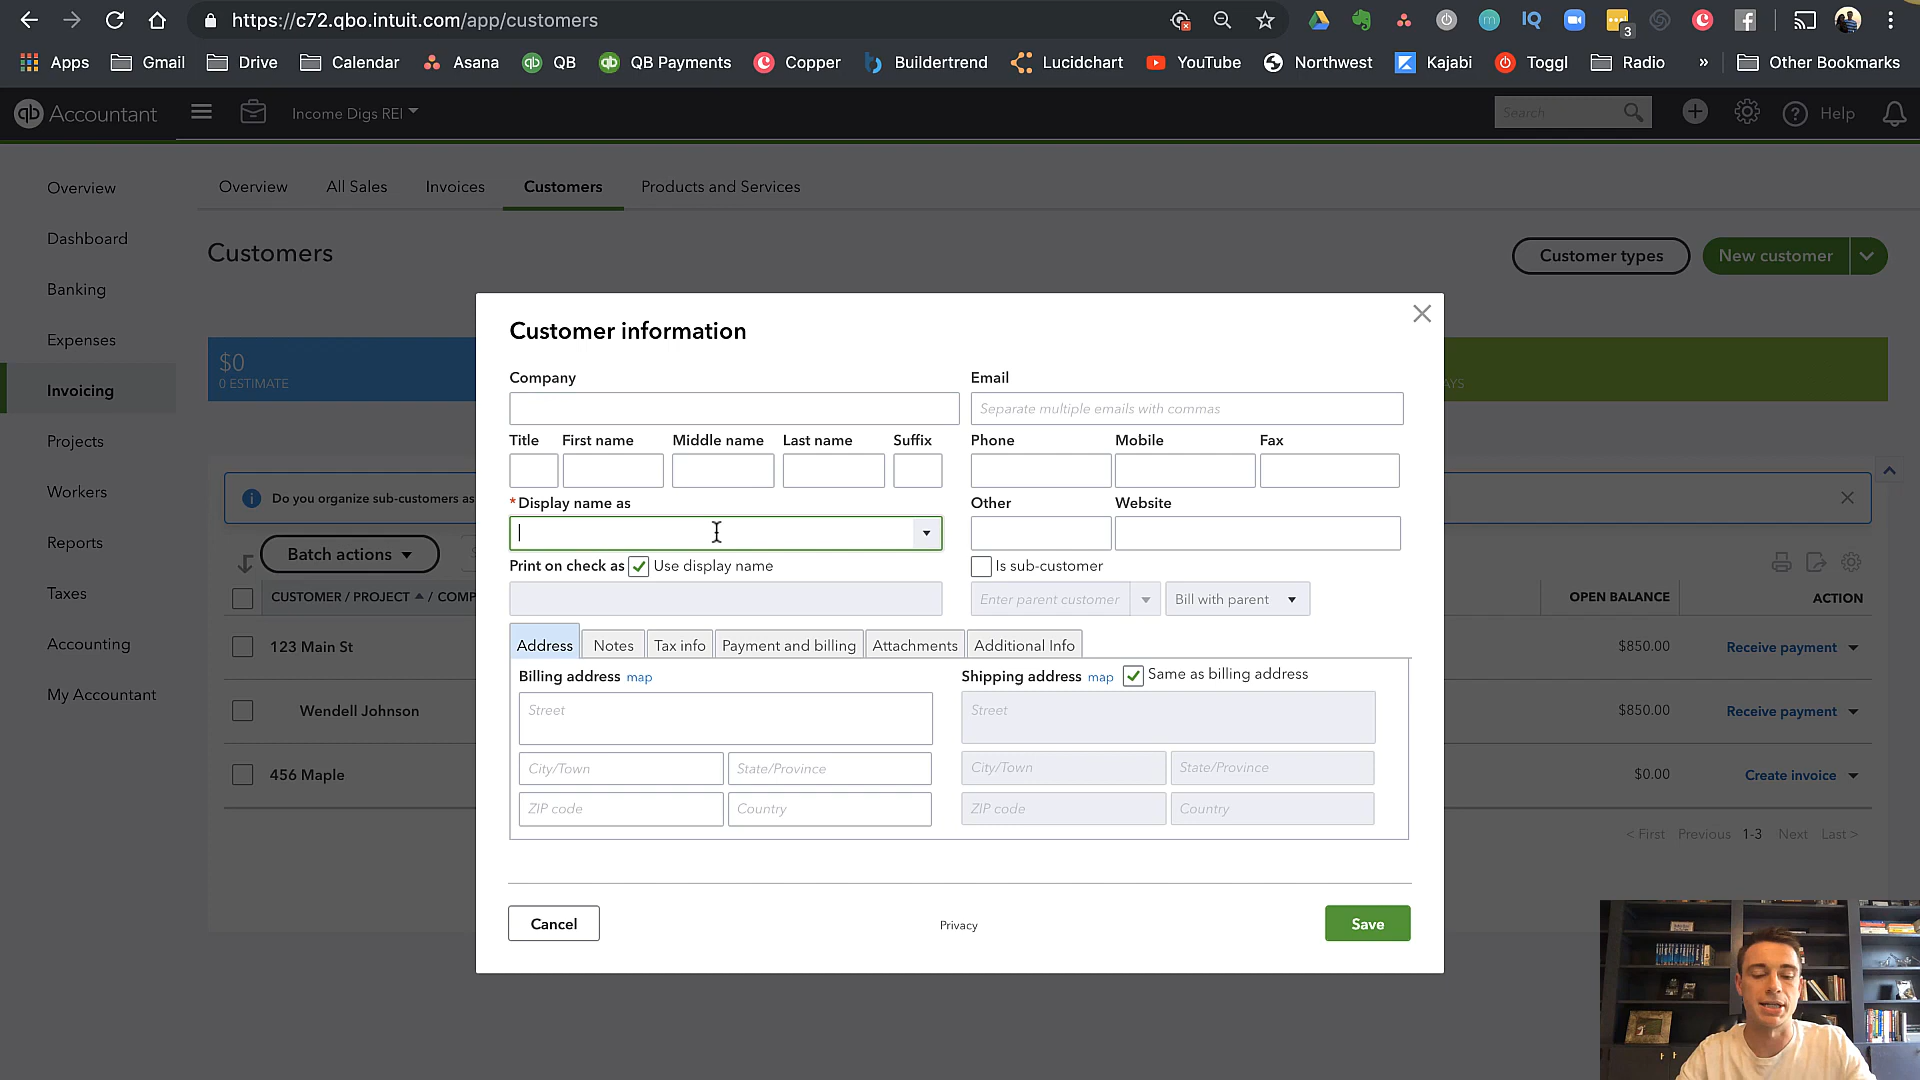 https://c72.qbo.intuit.com/app/customers
3
Apps Gmail Drive Calendar Asana QB QB Payments Copper Buildertrend Lucidchart YouTube Northwest Kajabi Toggl Radio » Other Bookmarks
qb Accountant Income Digs REI Search Help
Overview
Dashboard
Banking
Expenses
Invoicing
Projects
Workers
Reports
Taxes
Accounting
My Accountant
Overview All Sales Invoices Customers Products and Services
Customers Customer types New customer
$0
0 ESTIMATE
AYS
Do you organize sub-customers as
Batch actions
CUSTOMER / PROJECT / COMP OPEN BALANCE ACTION
123 Main St $850.00 Receive payment
Wendell Johnson $850.00 Receive payment
456 Maple $0.00 Create invoice
< First Previous 1-3 Next Last >
Customer information
Company Email
Separate multiple emails with commas
Title First name Middle name Last name Suffix Phone Mobile Fax
* Display name as Other Website
Print on check as Use display name Is sub-customer
Enter parent customer Bill with parent
Address Notes Tax info Payment and billing Attachments Additional Info
Billing address map Shipping address map Same as billing address
Street Street
City/Town State/Province City/Town State/Province
ZIP code Country ZIP code Country
Cancel Privacy Save